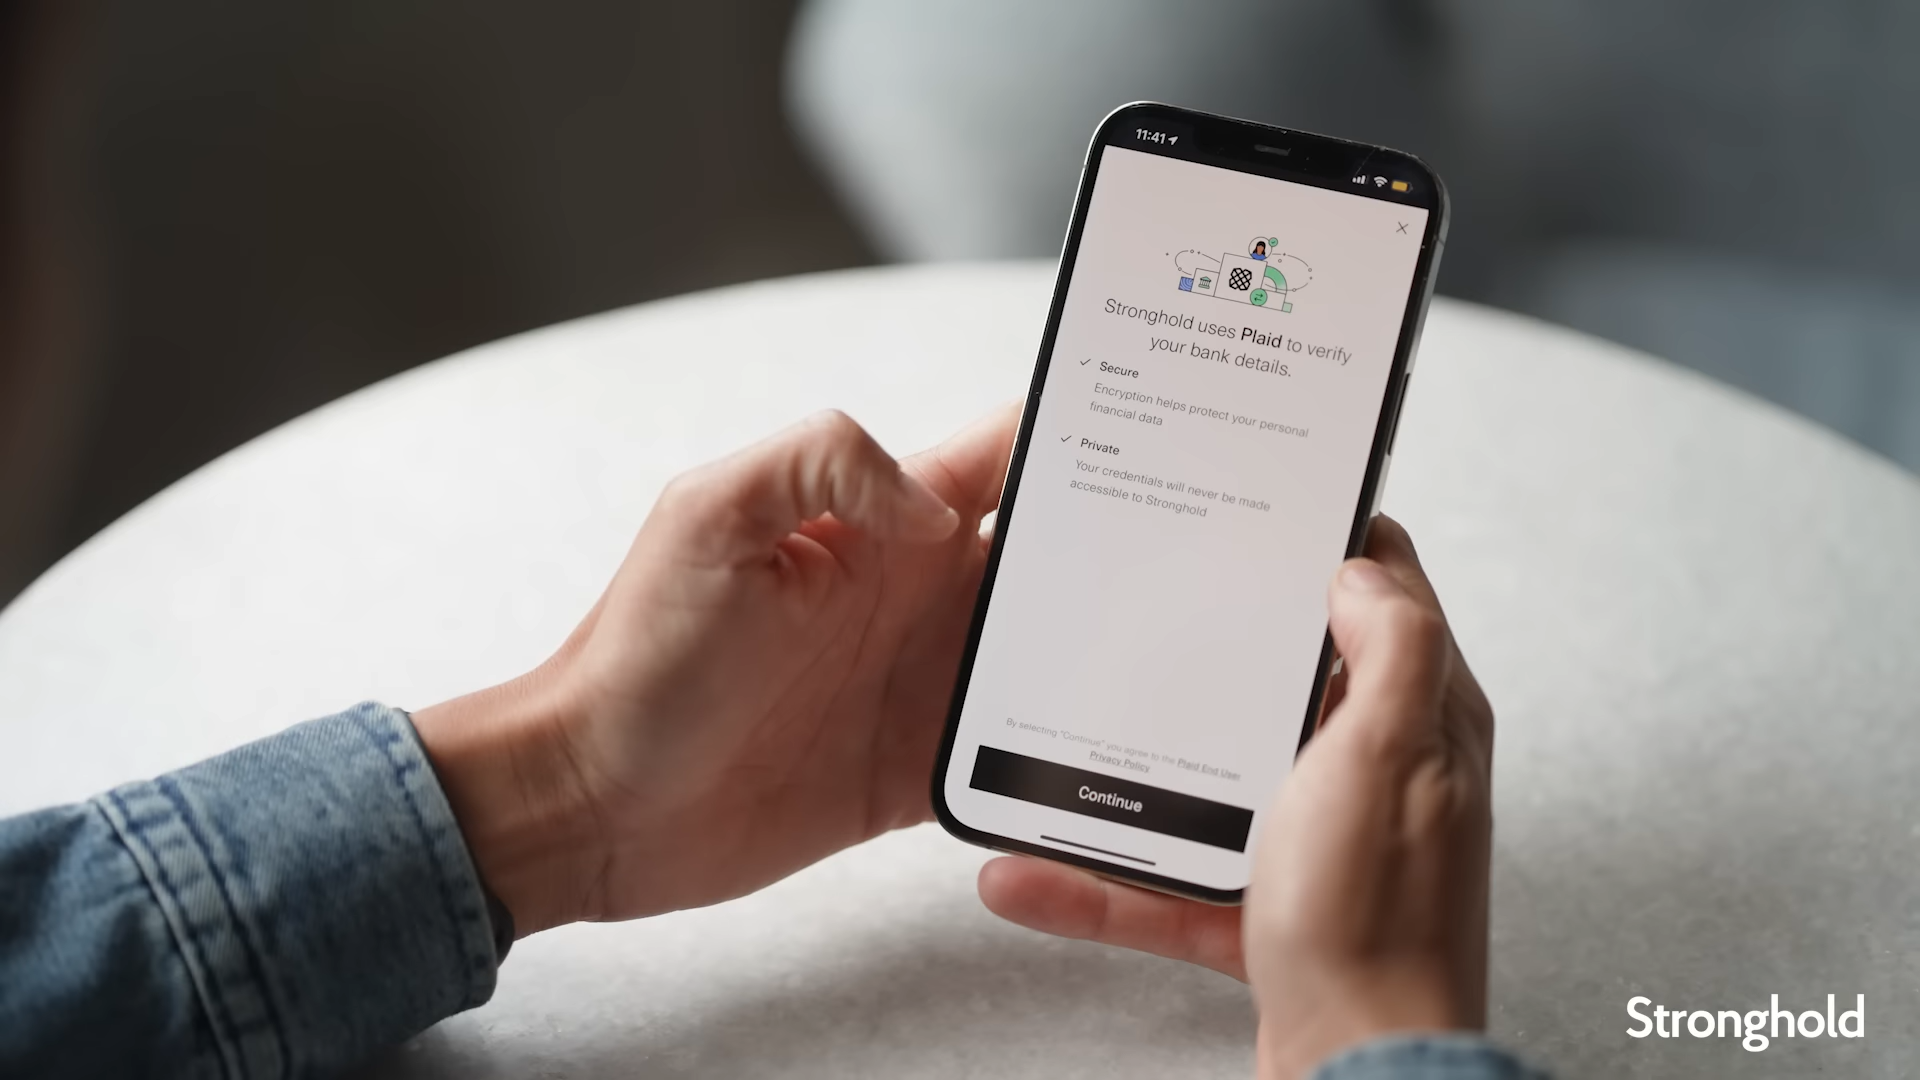 11:41
Stronghold uses Plaid to verify
your bank details.
Secure
Encryption helps protect your personal
financial data
Private
Your credentials will never be made
accessible to Stronghold
By selecting "Continue" you agree to the Plaid End User
Privacy Policy
Continue
Stronghold